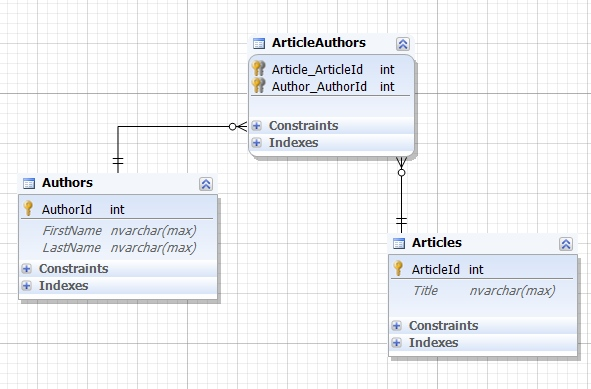 ArticleAuthors
Article_ArticleId int
Author_AuthorId int
Constraints
Indexes
Authors
AuthorId int
FirstName nvarchar(max)
LastName nvarchar(max)
Constraints
Indexes
Articles
ArticleId int
Title nvarchar(max)
Constraints
Indexes